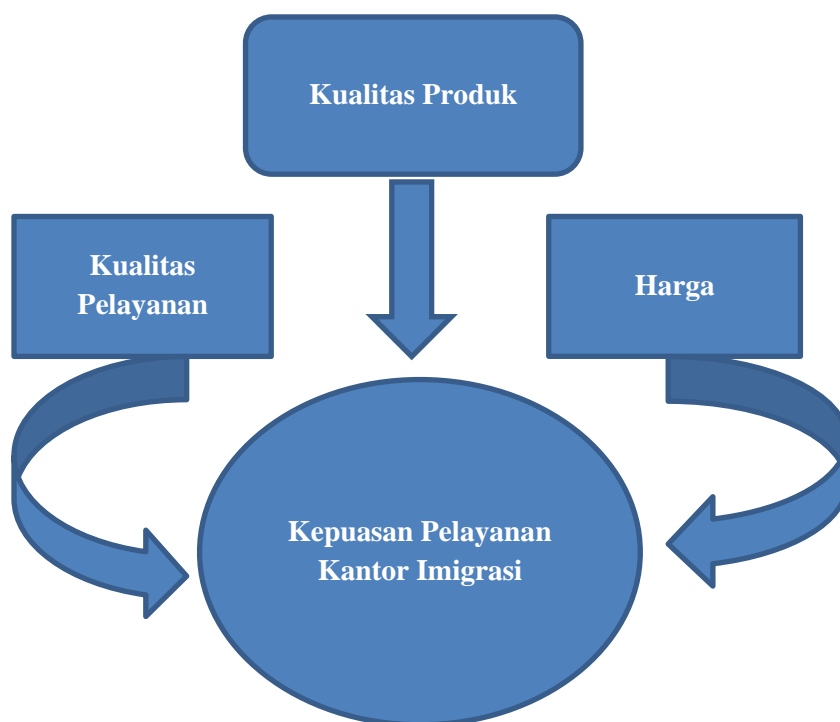 Kualitas Produk
Kualitas
Pelayanan
Harga
Kepuasan Pelayanan
Kantor Imigrasi